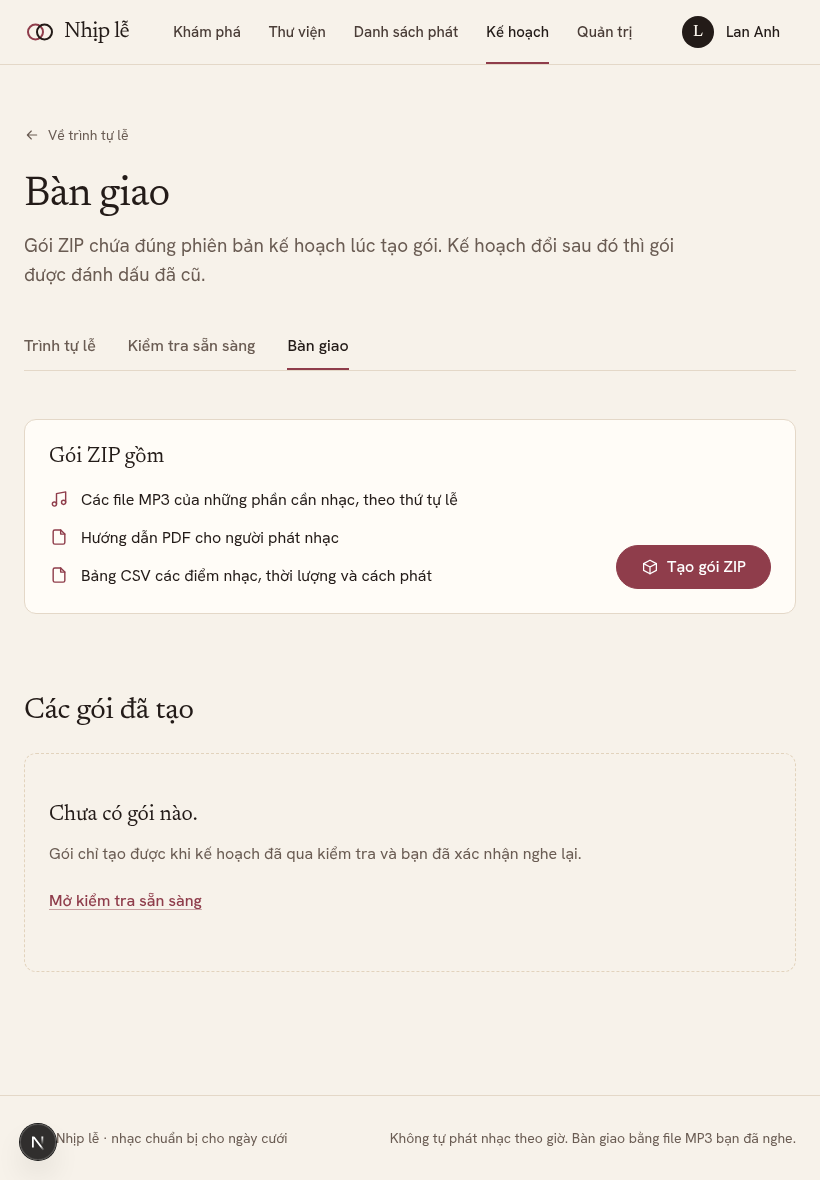 Nhịp lễ
Khám phá
Thư viện
Danh sách phát
Kế hoạch
Quản trị
L
Lan Anh
Về trình tự lễ
Bàn giao
Gói ZIP chứa đúng phiên bản kế hoạch lúc tạo gói. Kế hoạch đổi sau đó thì gói
được đánh dấu đã cũ.
Trình tự lễ
Kiểm tra sẵn sàng
Bàn giao
Gói ZIP gồm
Các file MP3 của những phần cần nhạc, theo thứ tự lễ
Hướng dẫn PDF cho người phát nhạc
Bảng CSV các điểm nhạc, thời lượng và cách phát
Tạo gói ZIP
Các gói đã tạo
Chưa có gói nào.
Gói chỉ tạo được khi kế hoạch đã qua kiểm tra và bạn đã xác nhận nghe lại.
Mở kiểm tra sẵn sàng
N
Nhịp lễ · nhạc chuẩn bị cho ngày cưới
Không tự phát nhạc theo giờ. Bàn giao bằng file MP3 bạn đã nghe.